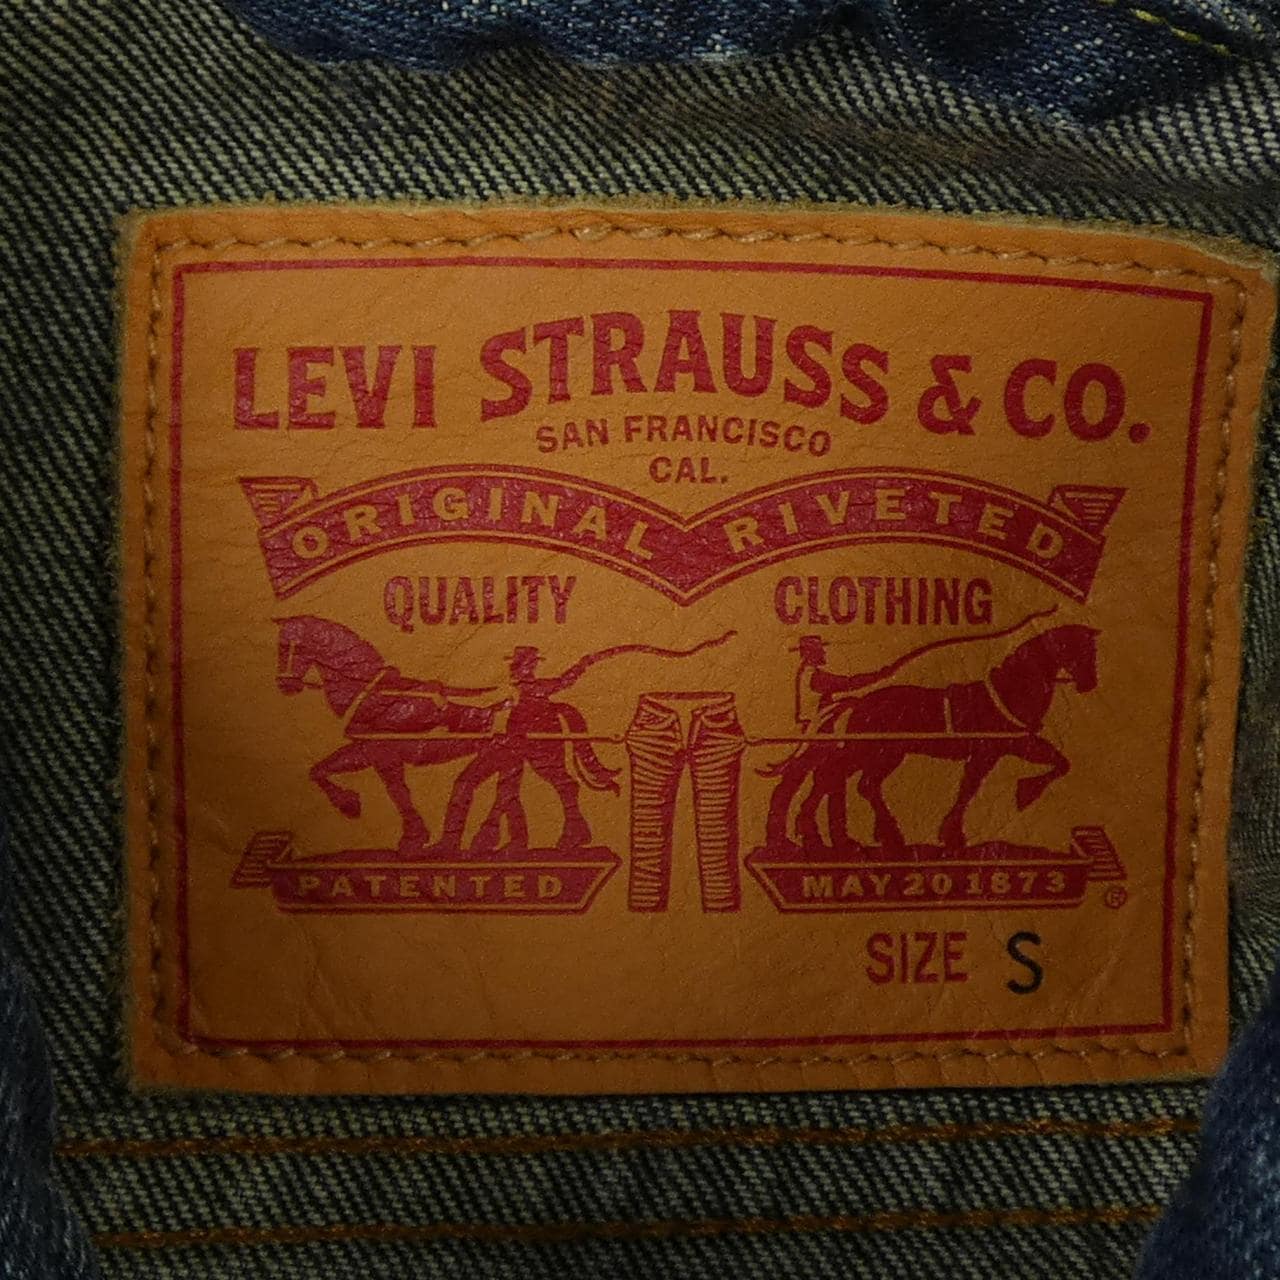 LEVI STRAUSS & CO.
SAN FRANCISCO
CAL.
ORIGINAL RIVETED
QUALITY CLOTHING
PATENTED MAY 20 1873
®
SIZE S